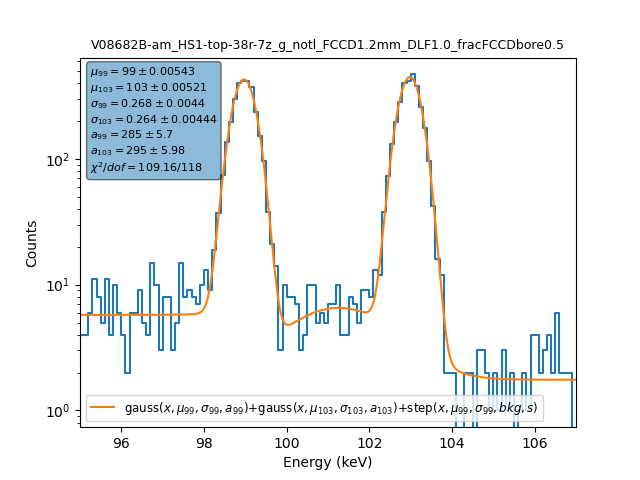 V08682B-am_HS1-top-38r-7z_g_notl_FCCD1.2mm_DLF1.0_fracFCCDbore0.5
μ₉₉ = 99 ± 0.00543
μ₁₀₃ = 103 ± 0.00521
σ₉₉ = 0.268 ± 0.0044
σ₁₀₃ = 0.264 ± 0.00444
a₉₉ = 285 ± 5.7
a₁₀₃ = 295 ± 5.98
χ²/dof = 109.16/118
10²
10¹
10⁰
Counts
gauss(x, μ₉₉, σ₉₉, a₉₉)+gauss(x, μ₁₀₃, σ₁₀₃, a₁₀₃)+step(x, μ₉₉, σ₉₉, bkg, s)
96 98 100 102 104 106
Energy (keV)